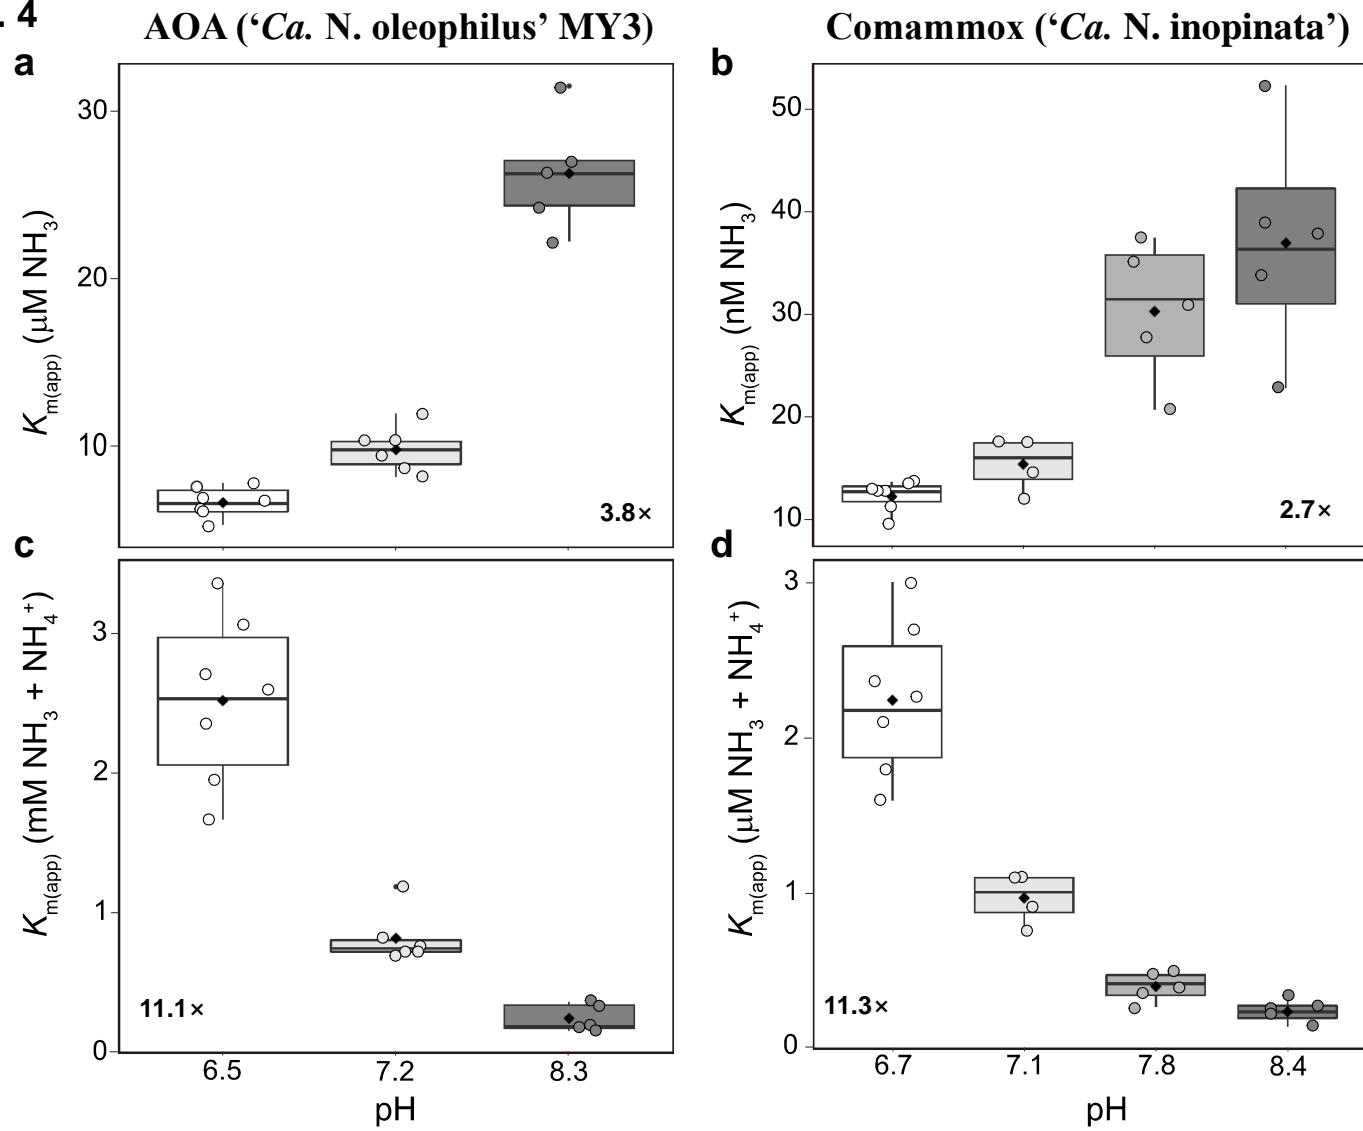 . 4
AOA (‘Ca. N. oleophilus’ MY3)
Comammox (‘Ca. N. inopinata’)
a
30
20
10
Km(app) (μM NH3)
3.8×
b
50
40
30
20
10
Km(app) (nM NH3)
2.7×
c
3
2
1
0
Km(app) (mM NH3 + NH4+)
11.1×
6.5
7.2
8.3
pH
d
3
2
1
0
Km(app) (μM NH3 + NH4+)
11.3×
6.7
7.1
7.8
8.4
pH